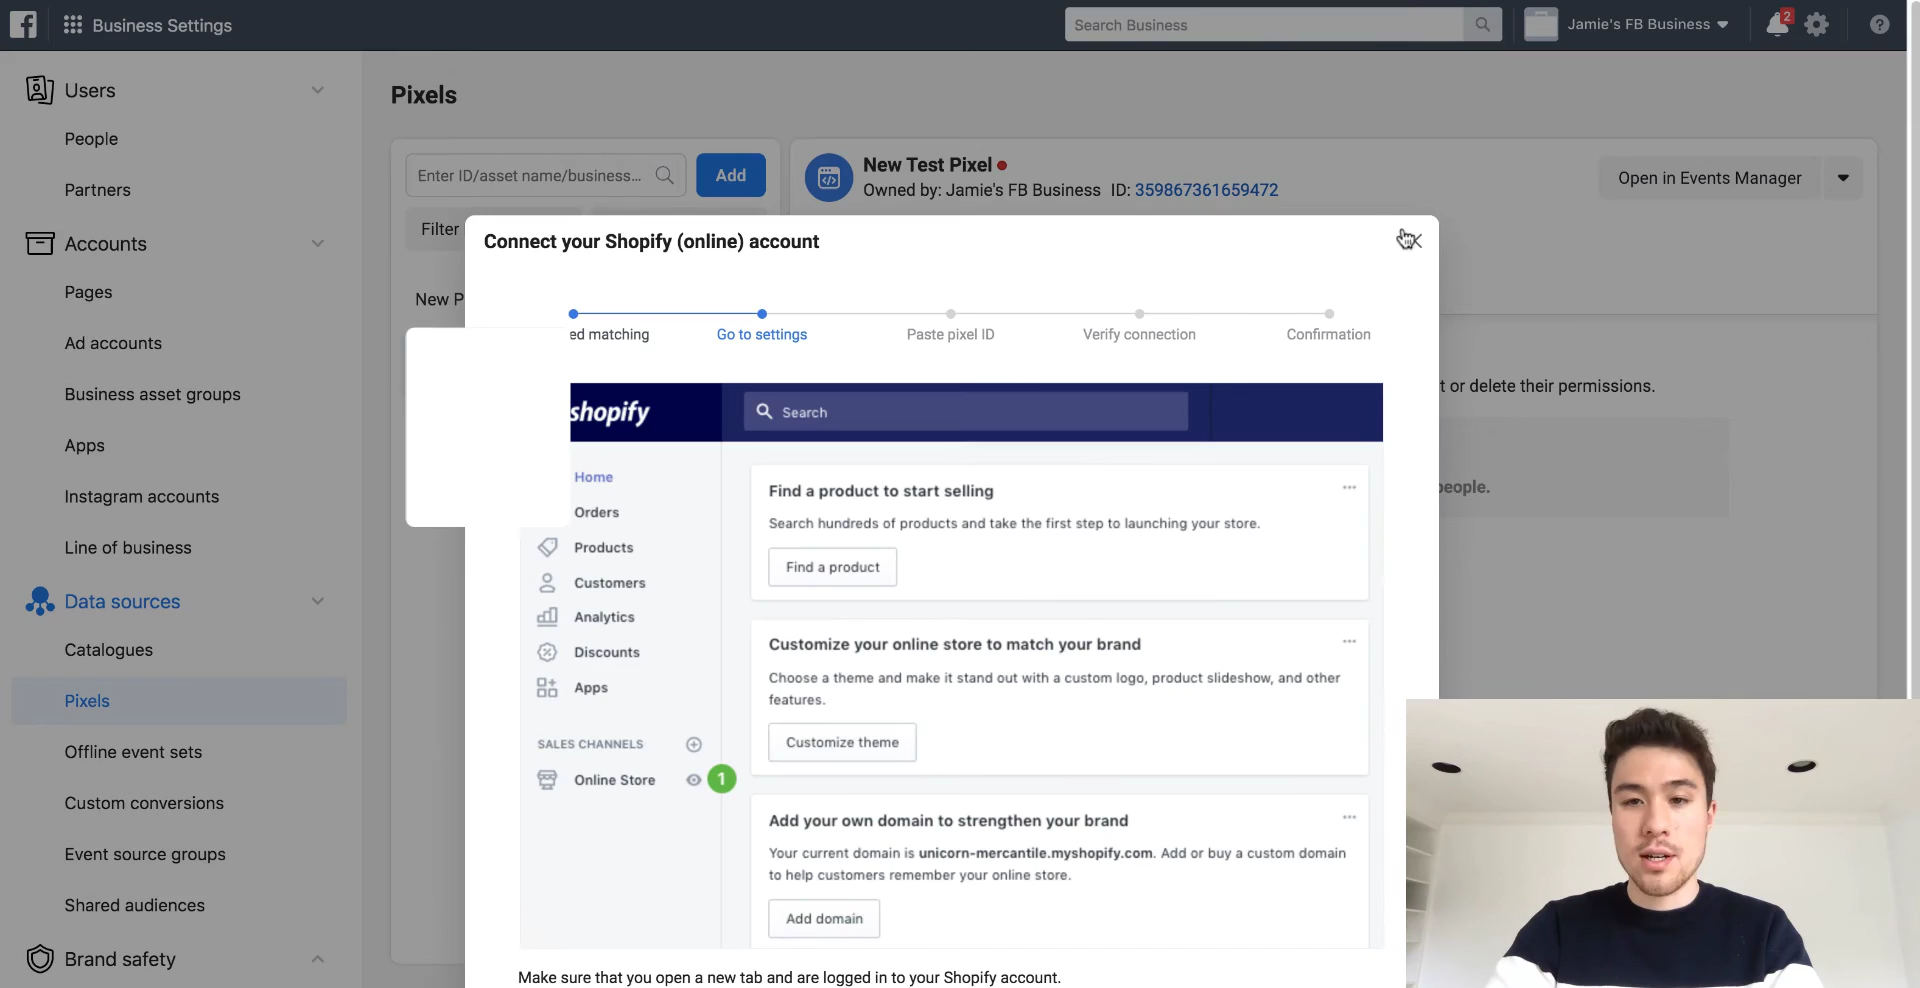 Business Settings
Search Business
Jamie's FB Business
2
?
Users
People
Partners
Accounts
Pages
Ad accounts
Business asset groups
Apps
Instagram accounts
Line of business
Data sources
Catalogues
Pixels
Offline event sets
Custom conversions
Event source groups
Shared audiences
Brand safety
Pixels
Enter ID/asset name/business...
Add
Filter
New P
New Test Pixel
Owned by: Jamie's FB Business ID: 359867361659472
Open in Events Manager
t or delete their permissions.
people.
Connect your Shopify (online) account
ed matching
Go to settings
Paste pixel ID
Verify connection
Confirmation
shopify
Search
Home
Orders
Products
Customers
Analytics
Discounts
Apps
SALES CHANNELS
Online Store
1
Find a product to start selling
Search hundreds of products and take the first step to launching your store.
Find a product
Customize your online store to match your brand
Choose a theme and make it stand out with a custom logo, product slideshow, and other
features.
Customize theme
Add your own domain to strengthen your brand
Your current domain is unicorn-mercantile.myshopify.com. Add or buy a custom domain
to help customers remember your online store.
Add domain
Make sure that you open a new tab and are logged in to your Shopify account.